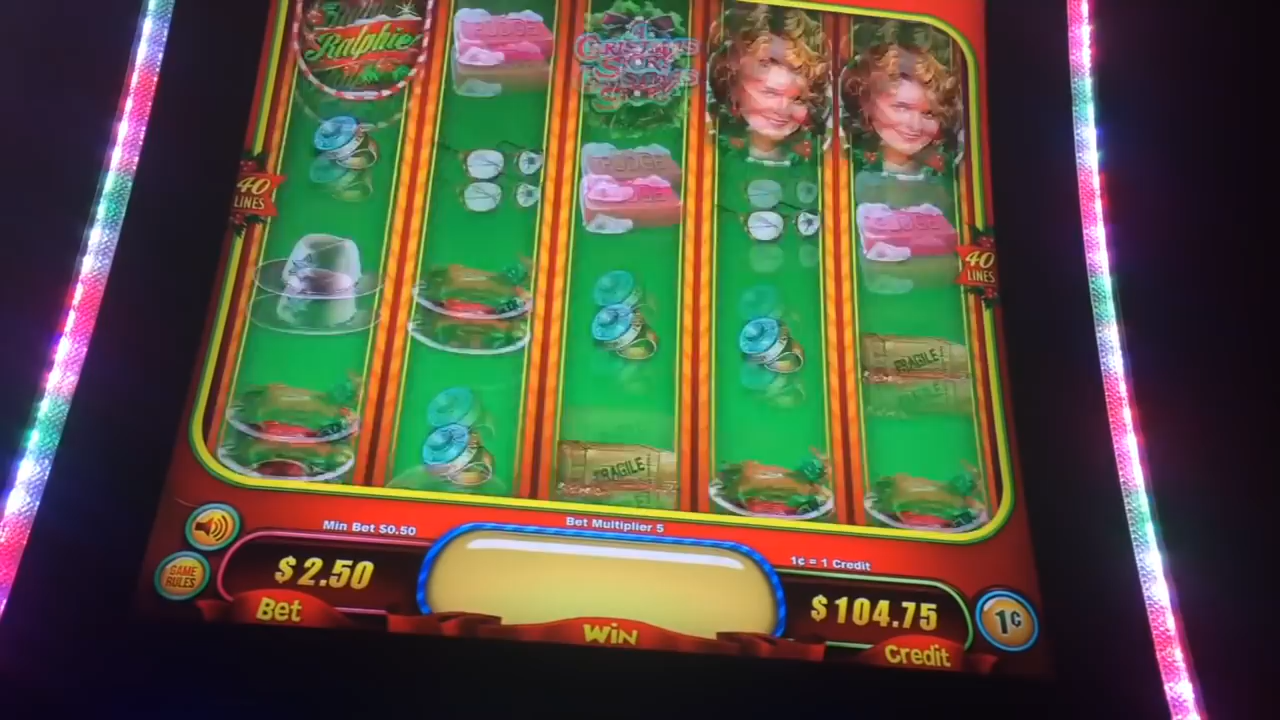 Ralphie
FUDGE
A
CHRISTMAS
STORY
FUDGE
40
LINES
FUDGE
40
LINES
FRAGILE
FRAGILE
Min Bet $0.50
Bet Multiplier 5
1¢ = 1 Credit
GAME
RULES
$2.50
$104.75
1¢
Bet
WIN
Credit